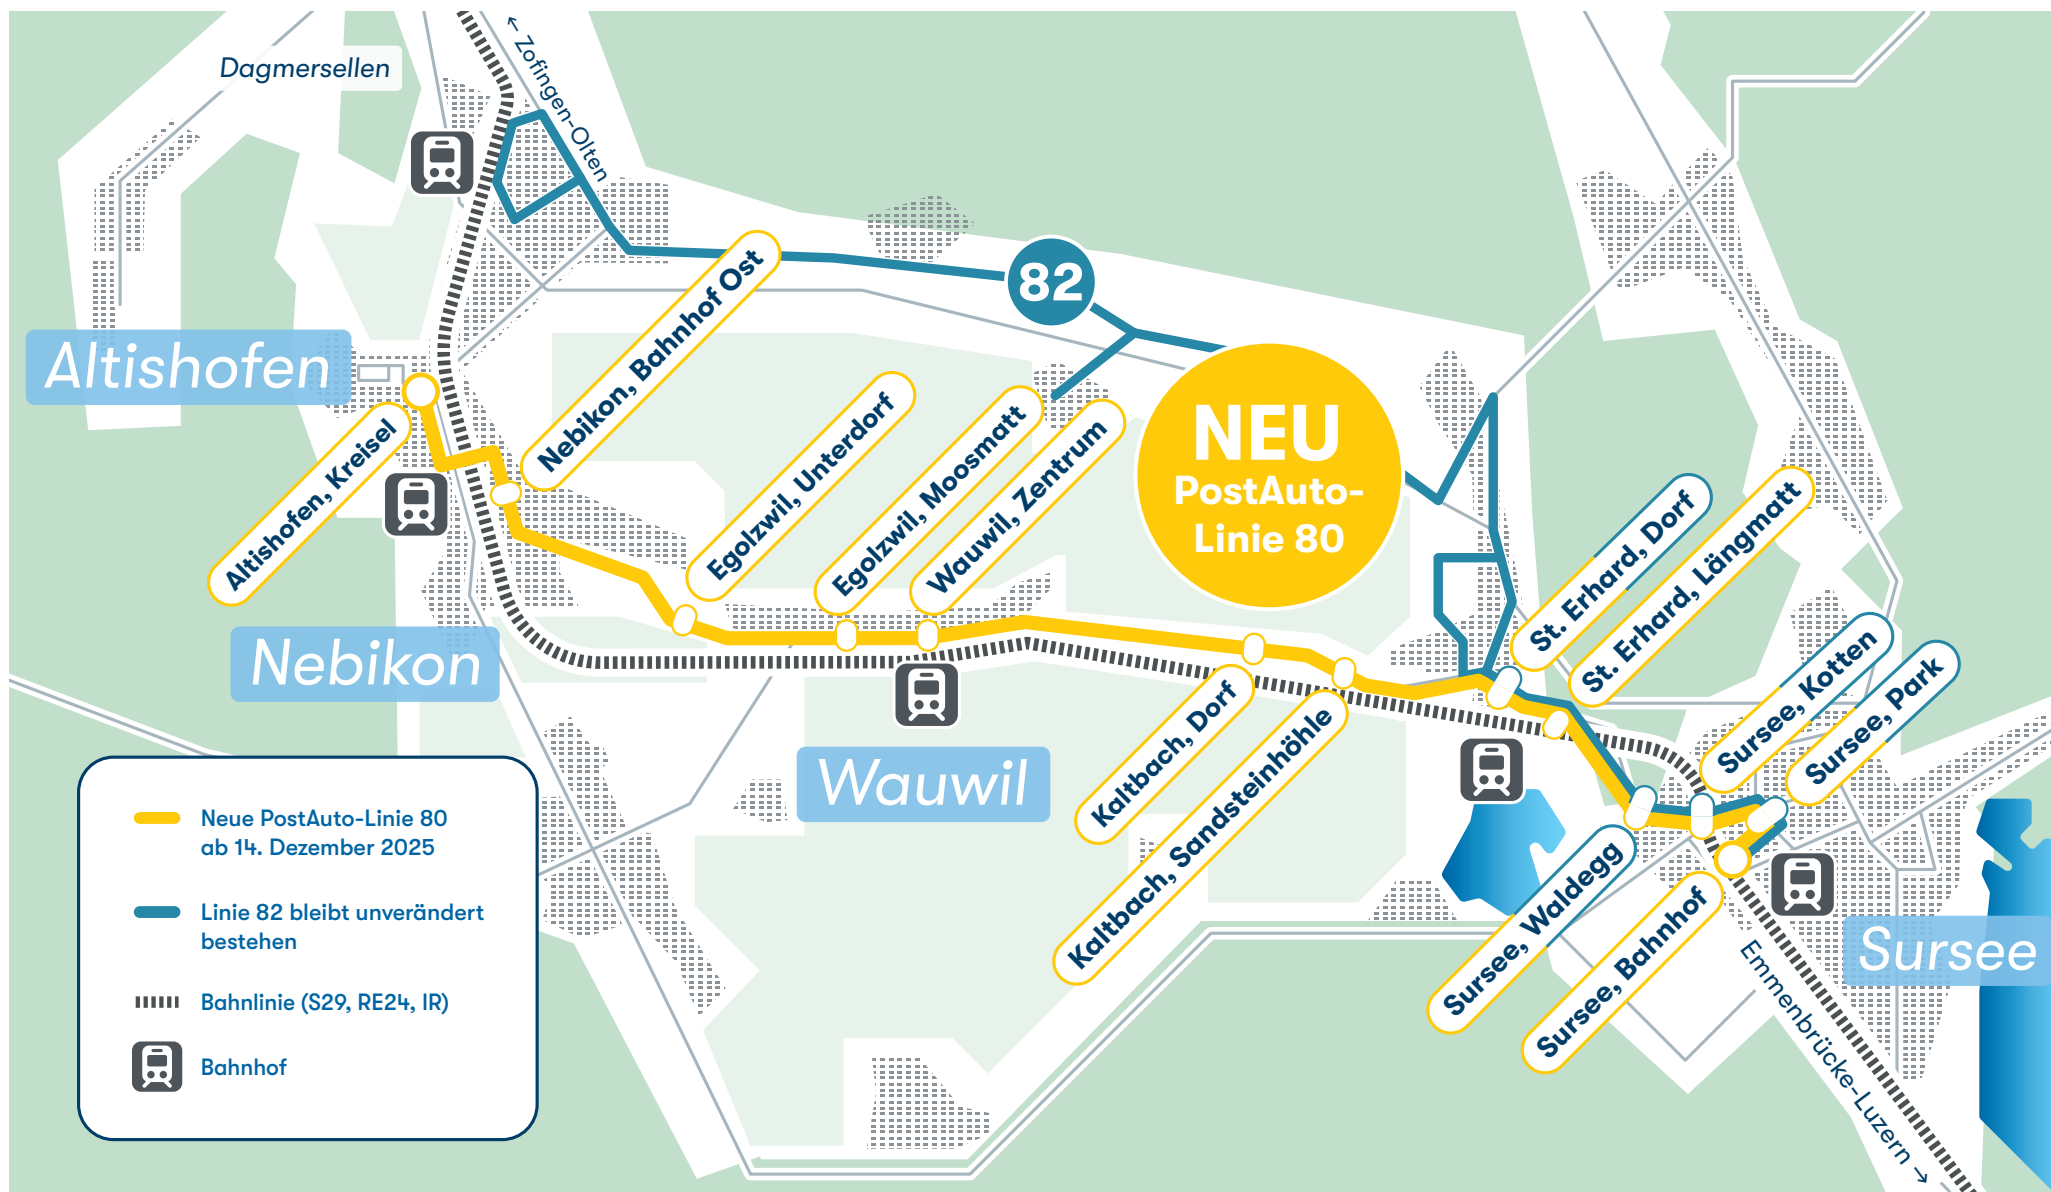 Dagmersellen
← Zofingen-Olten
82
Altishofen
Nebikon, Bahnhof Ost
Altishofen, Kreisel
Egolzwil, Unterdorf
Egolzwil, Moosmatt
Wauwil, Zentrum
NEU
PostAuto-
Linie 80
St. Erhard, Dorf
St. Erhard, Längmatt
Nebikon
Sursee, Kotten
Sursee, Park
Wauwil
Kaltbach, Dorf
Kaltbach, Sandsteinhöhle
Sursee, Waldegg
Sursee, Bahnhof
Sursee
Emmenbrücke-Luzern →
Neue PostAuto-Linie 80
ab 14. Dezember 2025
Linie 82 bleibt unverändert
bestehen
Bahnlinie (S29, RE24, IR)
Bahnhof